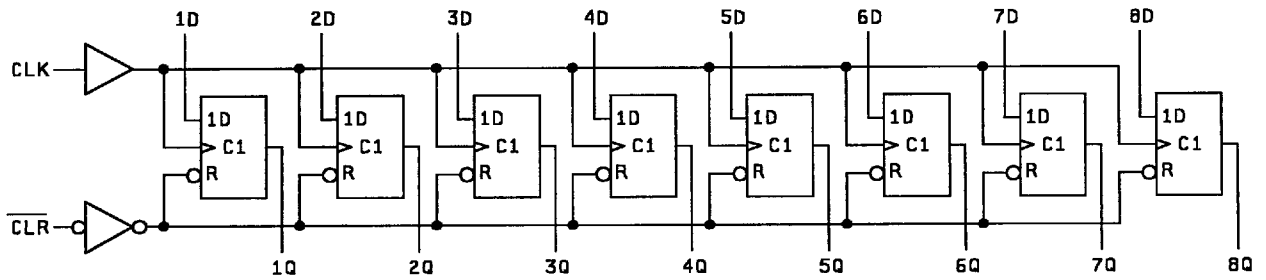 1D 2D 3D 4D 5D 6D 7D 8D
CLK
1D 1D 1D 1D 1D 1D 1D 1D
C1 C1 C1 C1 C1 C1 C1 C1
R R R R R R R R
CLR
1Q 2Q 3Q 4Q 5Q 6Q 7Q 8Q